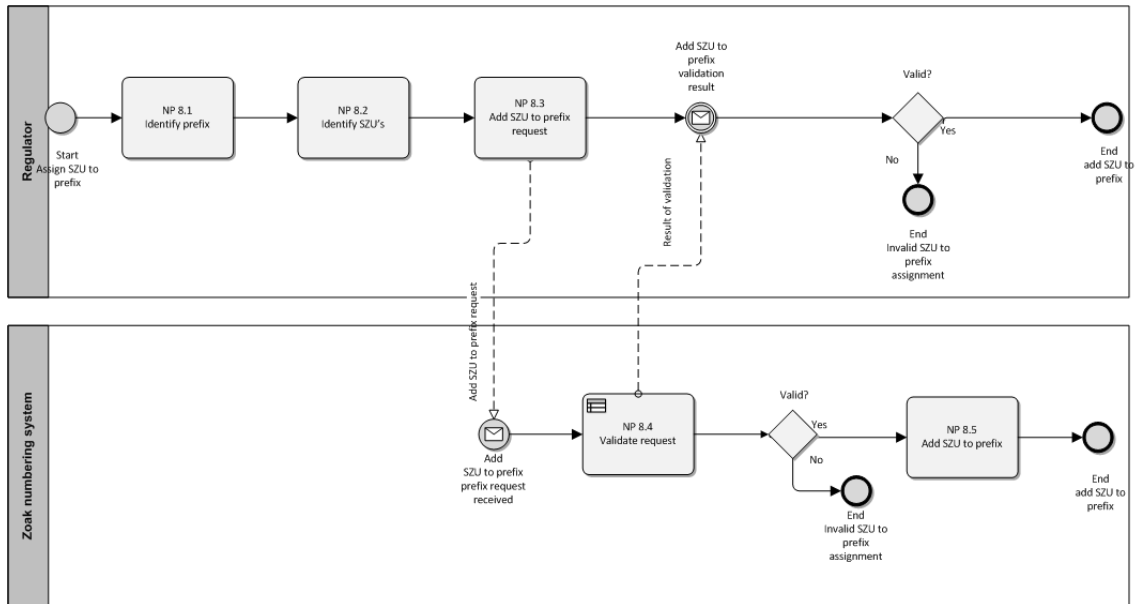 Regulator
Start
Assign SZU to
prefix
NP 8.1
Identify prefix
NP 8.2
Identify SZU's
NP 8.3
Add SZU to prefix
request
Add SZU to
prefix
validation
result
Valid?
Yes
No
End
Invalid SZU to
prefix
assignment
End
add SZU to
prefix
Add SZU to prefix request
Result of validation
Zoak numbering system
Add
SZU to prefix
prefix request
received
NP 8.4
Validate request
Valid?
Yes
No
End
Invalid SZU to
prefix
assignment
NP 8.5
Add SZU to prefix
End
add SZU to
prefix